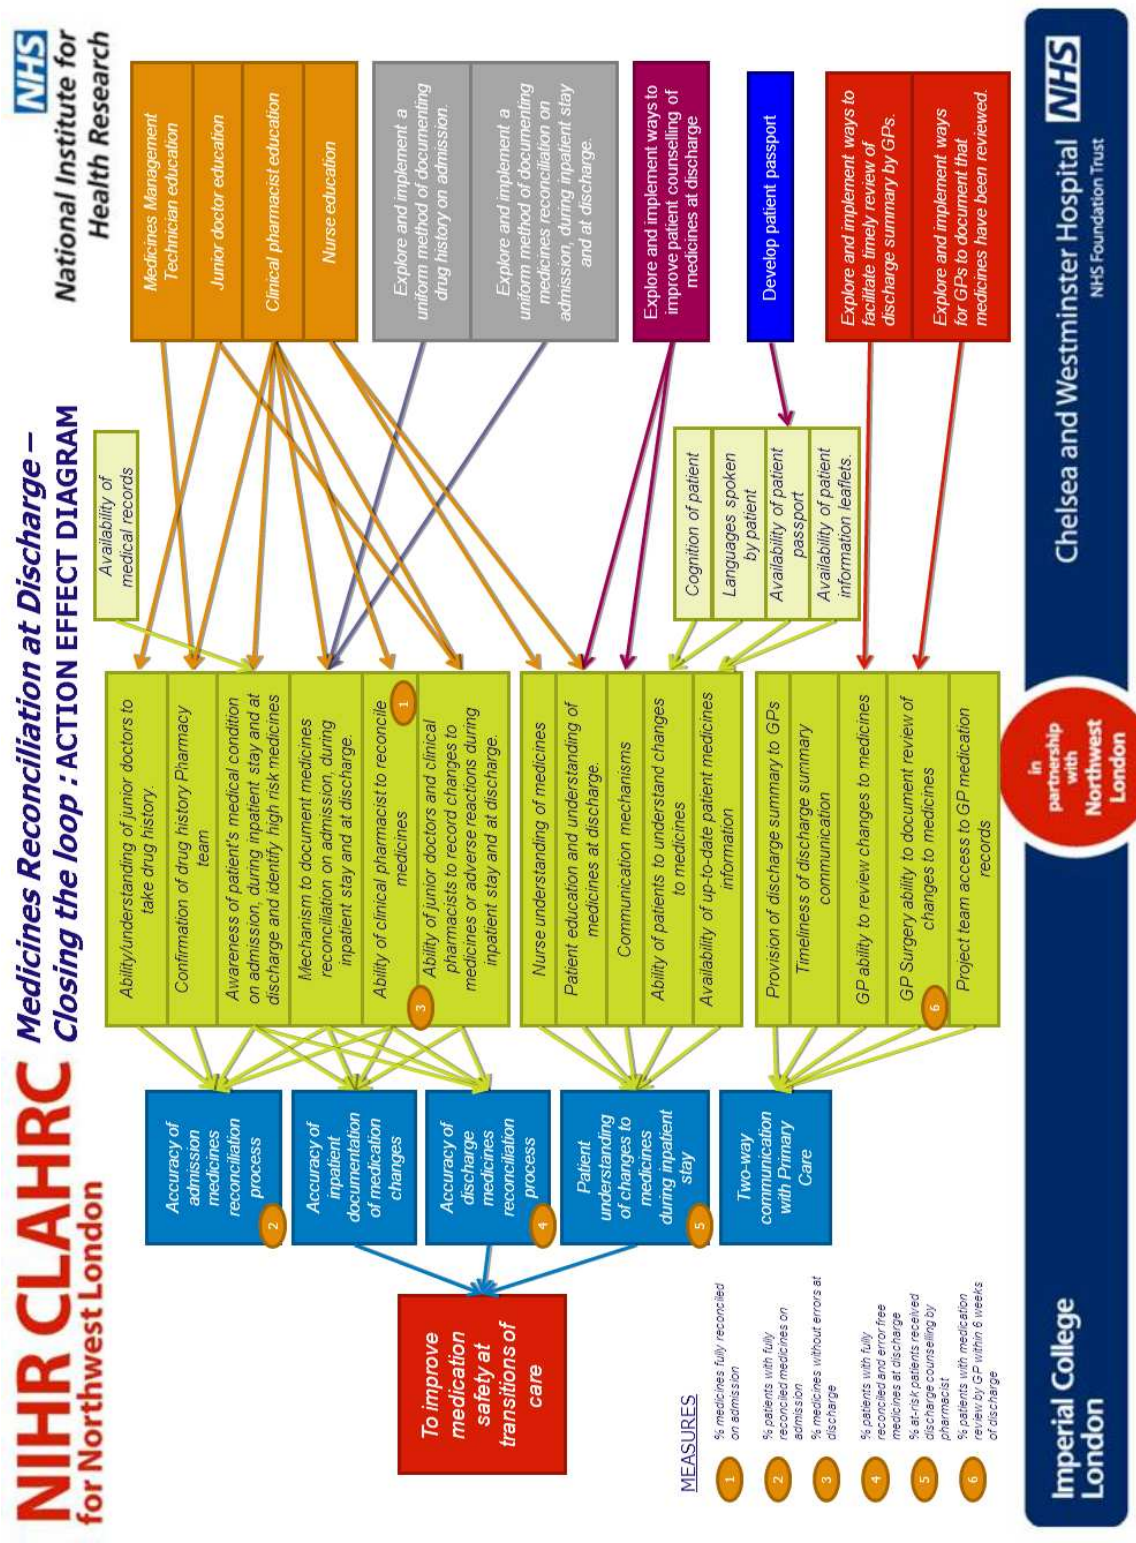 NIHR CLAHRC
for Northwest London
Medicines Reconciliation at Discharge –
Closing the loop : ACTION EFFECT DIAGRAM
NHS
National Institute for
Health Research
To improve
medication
safety at
transitions of
care
Accuracy of
admission
medicines
reconciliation
process
2
Accuracy of
inpatient
documentation
of medication
changes
Accuracy of
discharge
medicines
reconciliation
process
4
Patient
understanding
of changes to
medicines
during inpatient
stay
5
Two-way
communication
with Primary
Care
Ability/understanding of junior doctors to
take drug history.
Confirmation of drug history Pharmacy
team
Awareness of patient's medical condition
on admission, during inpatient stay and at
discharge and identify high risk medicines
Mechanism to document medicines
reconciliation on admission, during
inpatient stay and at discharge.
Ability of clinical pharmacist to reconcile
medicines
1
3
Ability of junior doctors and clinical
pharmacists to record changes to
medicines or adverse reactions during
inpatient stay and at discharge.
Nurse understanding of medicines
Patient education and understanding of
medicines at discharge.
Communication mechanisms
Ability of patients to understand changes
to medicines
Availability of up-to-date patient medicines
information
Provision of discharge summary to GPs
Timeliness of discharge summary
communication
GP ability to review changes to medicines
GP Surgery ability to document review of
changes to medicines
6
Project team access to GP medication
records
Availability of
medical records
Cognition of patient
Languages spoken
by patient
Availability of patient
passport
Availability of patient
information leaflets.
Medicines Management
Technician education
Junior doctor education
Clinical pharmacist education
Nurse education
Explore and implement a
uniform method of documenting
drug history on admission.
Explore and implement a
uniform method of documenting
medicines reconciliation on
admission, during inpatient stay
and at discharge.
Explore and implement ways to
improve patient counselling of
medicines at discharge
Develop patient passport
Explore and implement ways to
facilitate timely review of
discharge summary by GPs.
Explore and implement ways
for GPs to document that
medicines have been reviewed.
MEASURES
1
% medicines fully reconciled
on admission
2
% patients with fully
reconciled medicines on
admission
3
% medicines without errors at
discharge
4
% patients with fully
reconciled and error free
medicines at discharge
5
% at-risk patients received
discharge counselling by
pharmacist
6
% patients with medication
review by GP within 6 weeks
of discharge
Imperial College
London
in
partnership
with
Northwest
London
Chelsea and Westminster Hospital NHS
NHS Foundation Trust